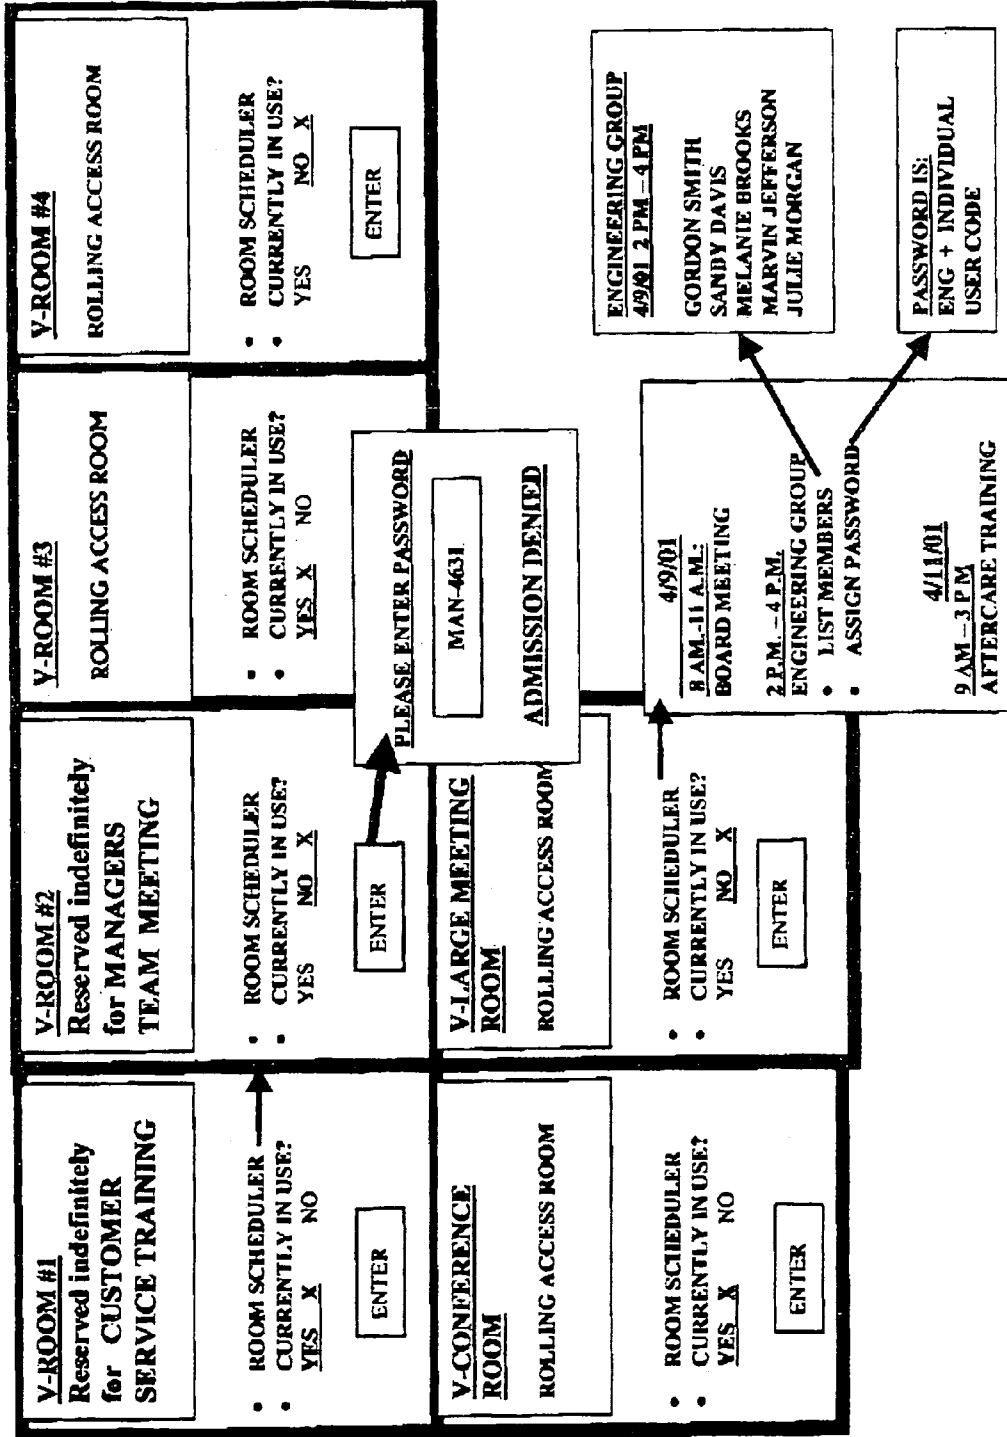 V-ROOM #1
Reserved indefinitely
for CUSTOMER
SERVICE TRAINING
• ROOM SCHEDULER
• CURRENTLY IN USE?
YES X NO
ENTER
V-ROOM #2
Reserved indefinitely
for MANAGERS
TEAM MEETING
• ROOM SCHEDULER
• CURRENTLY IN USE?
YES NO X
ENTER
V-ROOM #3
ROLLING ACCESS ROOM
• ROOM SCHEDULER
• CURRENTLY IN USE?
YES X NO
V-ROOM #4
ROLLING ACCESS ROOM
• ROOM SCHEDULER
• CURRENTLY IN USE?
YES NO X
ENTER
PLEASE ENTER PASSWORD
MAN-4631
ADMISSION DENIED
V-CONFERENCE
ROOM
ROLLING ACCESS ROOM
• ROOM SCHEDULER
• CURRENTLY IN USE?
YES X NO
ENTER
V-LARGE MEETING
ROOM
ROLLING ACCESS ROOM
• ROOM SCHEDULER
• CURRENTLY IN USE?
YES NO X
ENTER
4/9/01
8 AM.-11 A.M.:
BOARD MEETING
2 P.M. – 4 P.M.
ENGINEERING GROUP
• LIST MEMBERS
• ASSIGN PASSWORD
4/11/01
9 AM – 3 PM
AFTERCARE TRAINING
ENGINEERING GROUP
4/9/01 2 PM – 4 PM
GORDON SMITH
SANDY DAVIS
MELANIE BROOKS
MARVIN JEFFERSON
JULIE MORGAN
PASSWORD IS:
ENG + INDIVIDUAL
USER CODE